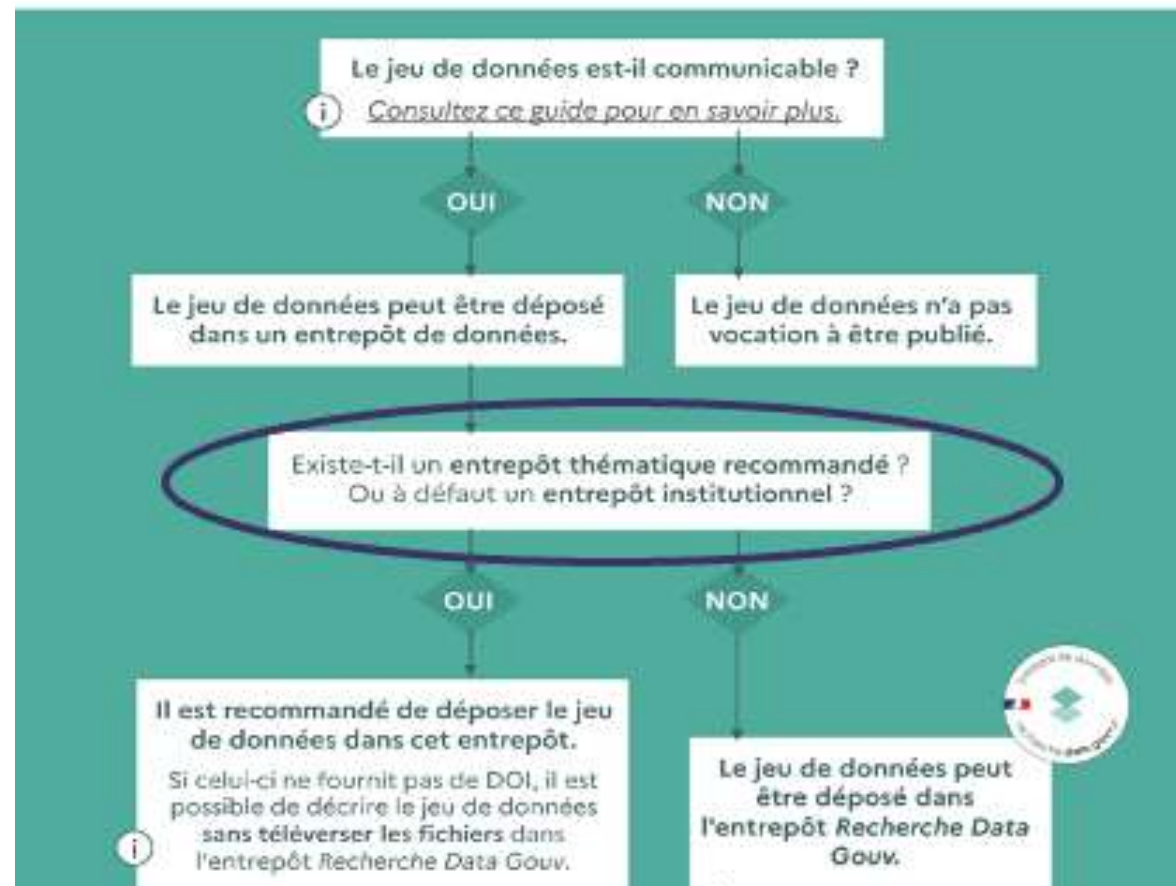 Le jeu de données est-il communicable ?
i Consultez ce guide pour en savoir plus.
OUI
NON
Le jeu de données peut être déposé
dans un entrepôt de données.
Le jeu de données n'a pas
vocation à être publié.
Existe-t-il un entrepôt thématique recommandé ?
Ou à défaut un entrepôt institutionnel ?
OUI
NON
Il est recommandé de déposer le jeu
de données dans cet entrepôt.
Si celui-ci ne fournit pas de DOI, il est
possible de décrire le jeu de données
sans téléverser les fichiers dans
i l'entrepôt Recherche Data Gouv.
Le jeu de données peut
être déposé dans
l'entrepôt Recherche Data
Gouv.